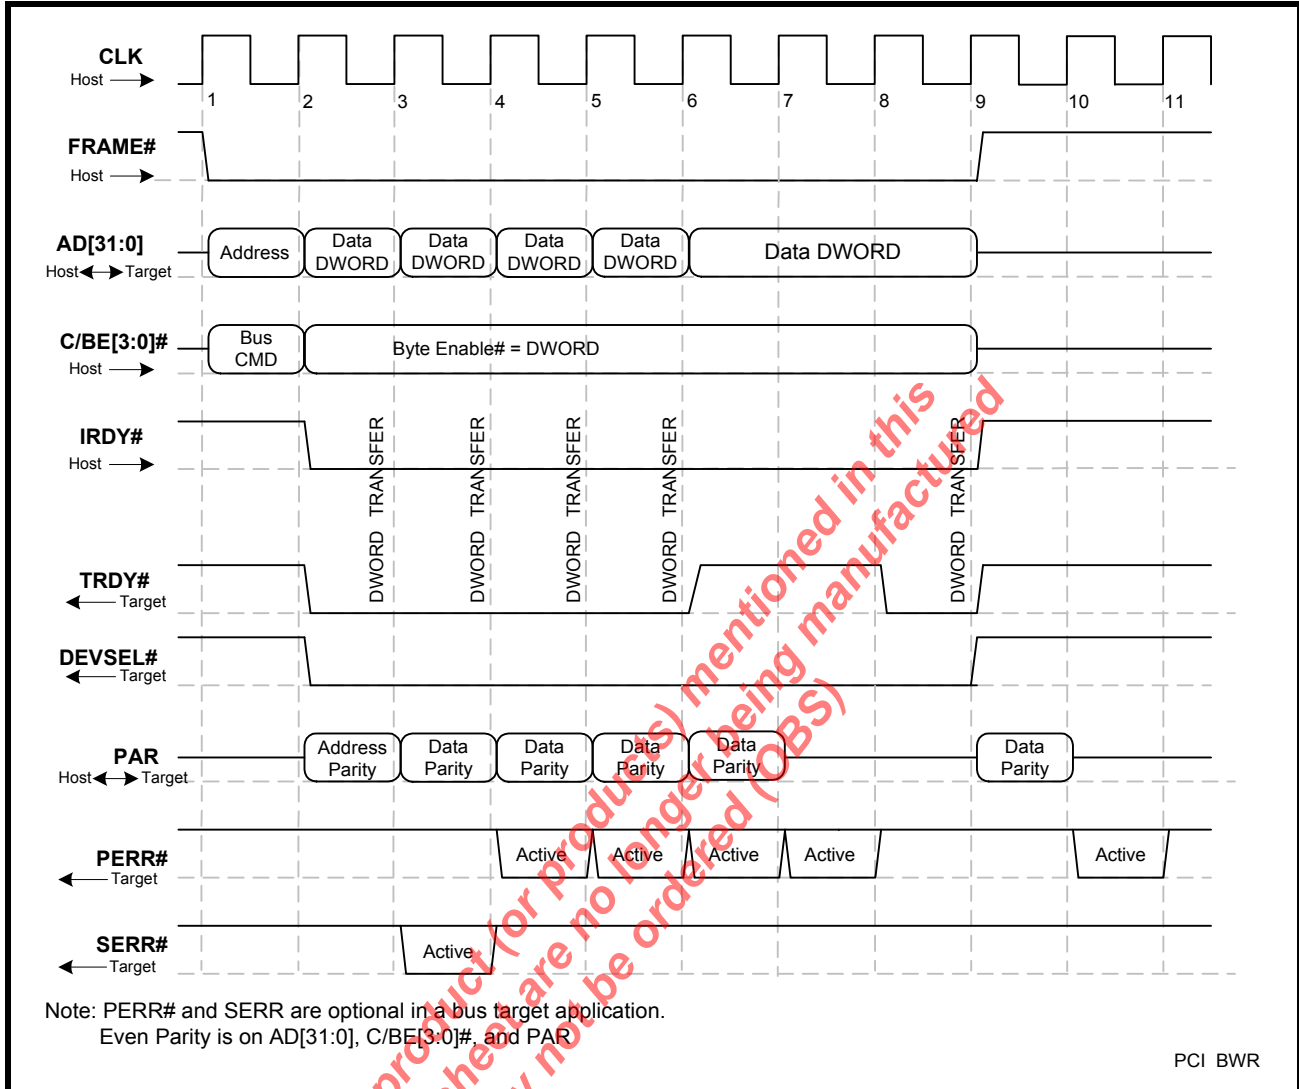 CLK
Host
1 2 3 4 5 6 7 8 9 10 11
FRAME#
Host
AD[31:0]
Host Target
Address
Data DWORD
Data DWORD
Data DWORD
Data DWORD
Data DWORD
C/BE[3:0]#
Host
Bus CMD
Byte Enable# = DWORD
IRDY#
Host
DWORD TRANSFER
DWORD TRANSFER
DWORD TRANSFER
DWORD TRANSFER
DWORD TRANSFER
TRDY#
Target
DEVSEL#
Target
PAR
Host Target
Address Parity
Data Parity
Data Parity
Data Parity
Data Parity
Data Parity
PERR#
Target
Active
Active
Active
Active
Active
SERR#
Target
Active
Note: PERR# and SERR are optional in a bus target application.
Even Parity is on AD[31:0], C/BE[3:0]#, and PAR
PCI BWR
product (or products) mentioned in this
sheet are no longer being manufactured
may not be ordered (OBS)